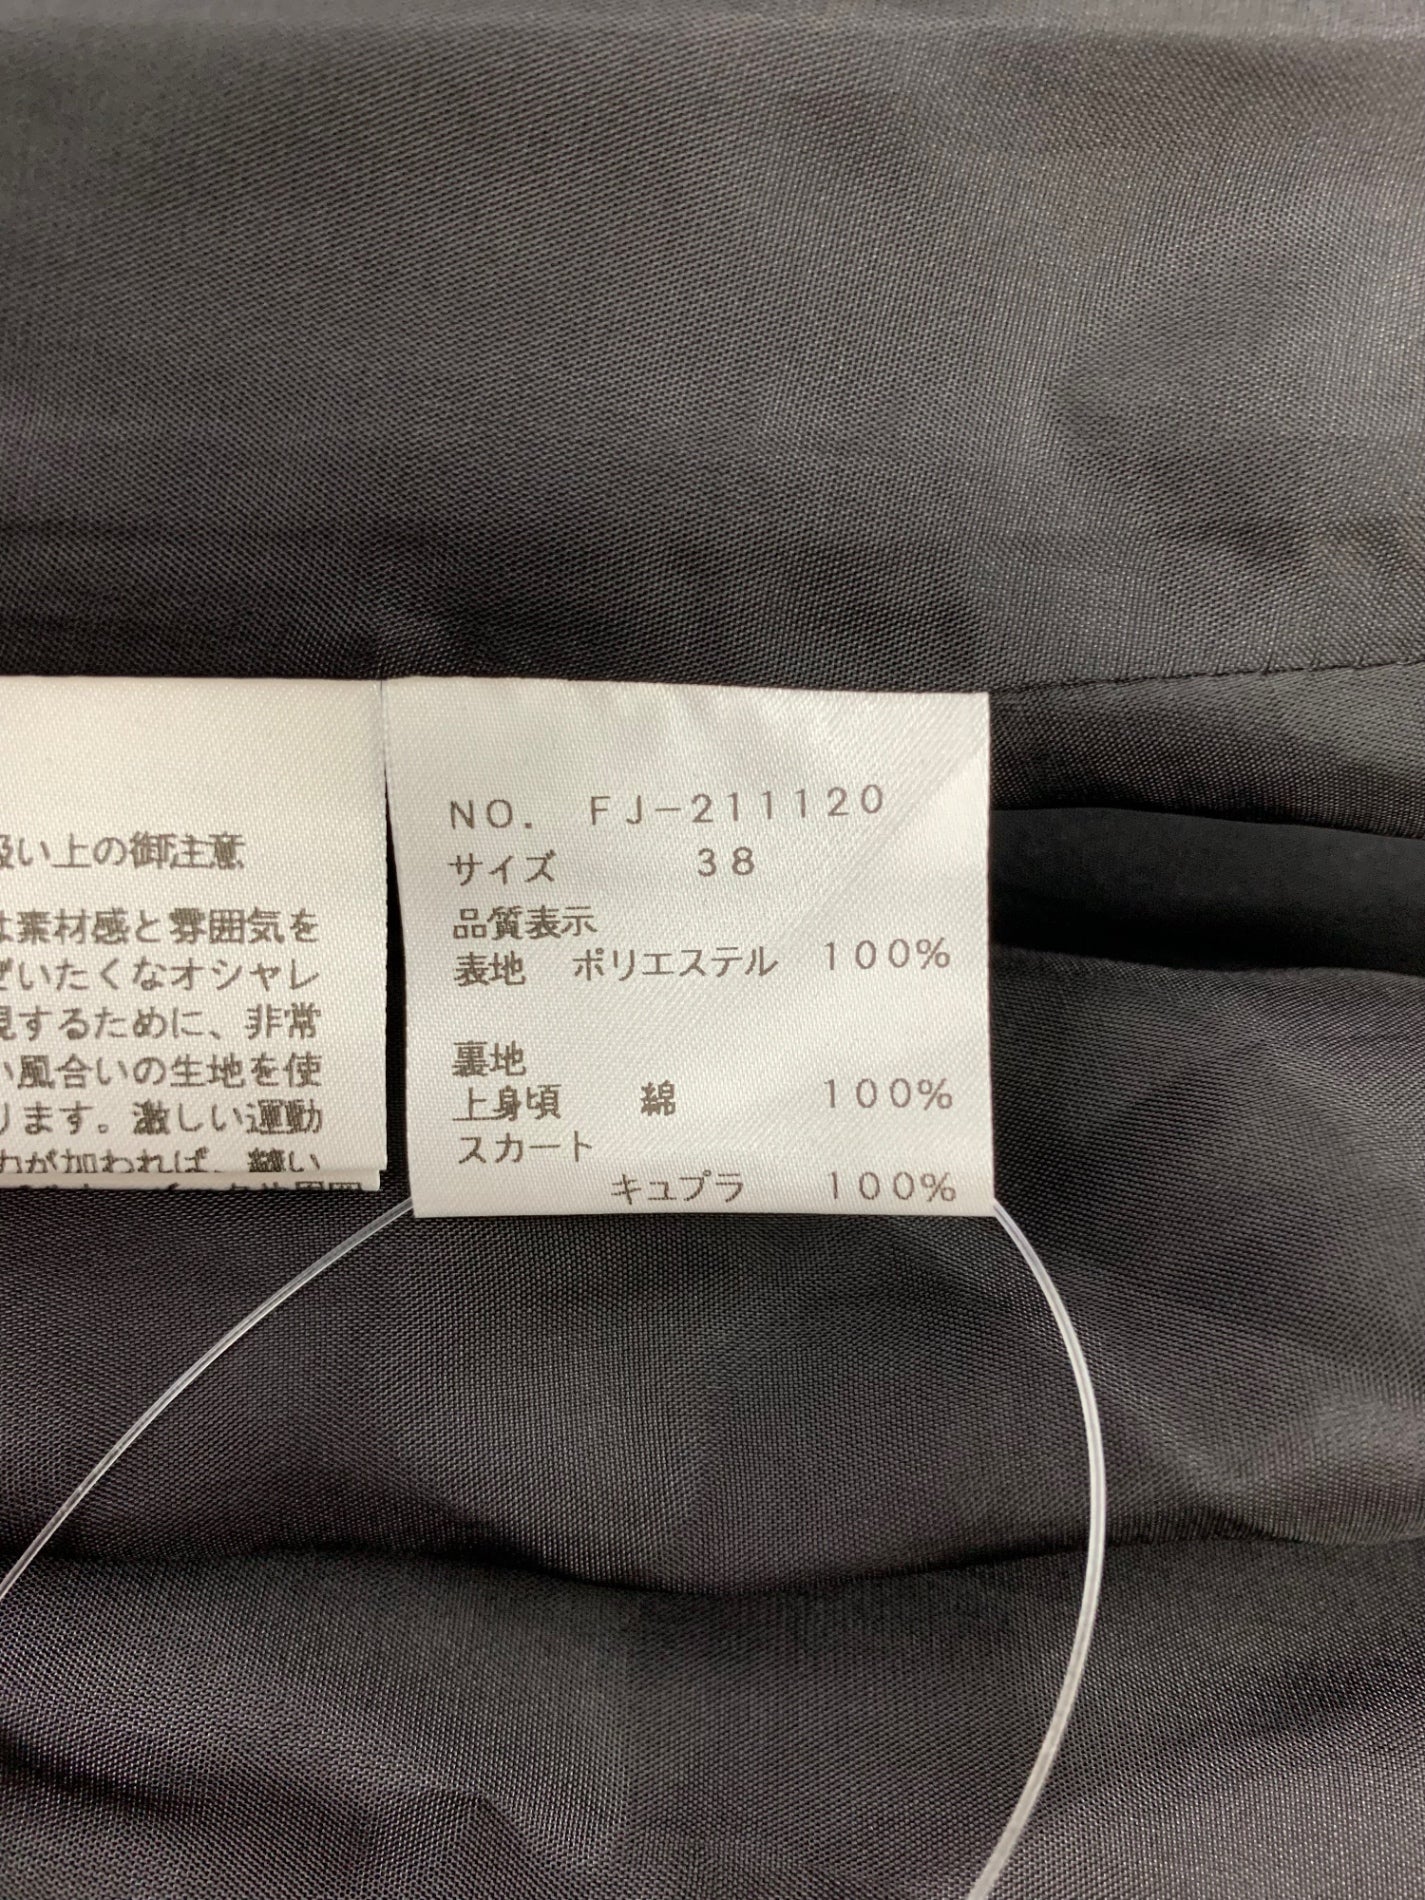 扱い上の御注意
は素材感と雰囲気を
ぜいたくなオシャレ
現するために、非常
い風合いの生地を使
ります。激しい運動
力が加われば、縫い
NO. FJ-211120
サイズ 38
品質表示
表地 ポリエステル 100%
裏地
上身頃 綿 100%
スカート
キュプラ 100%